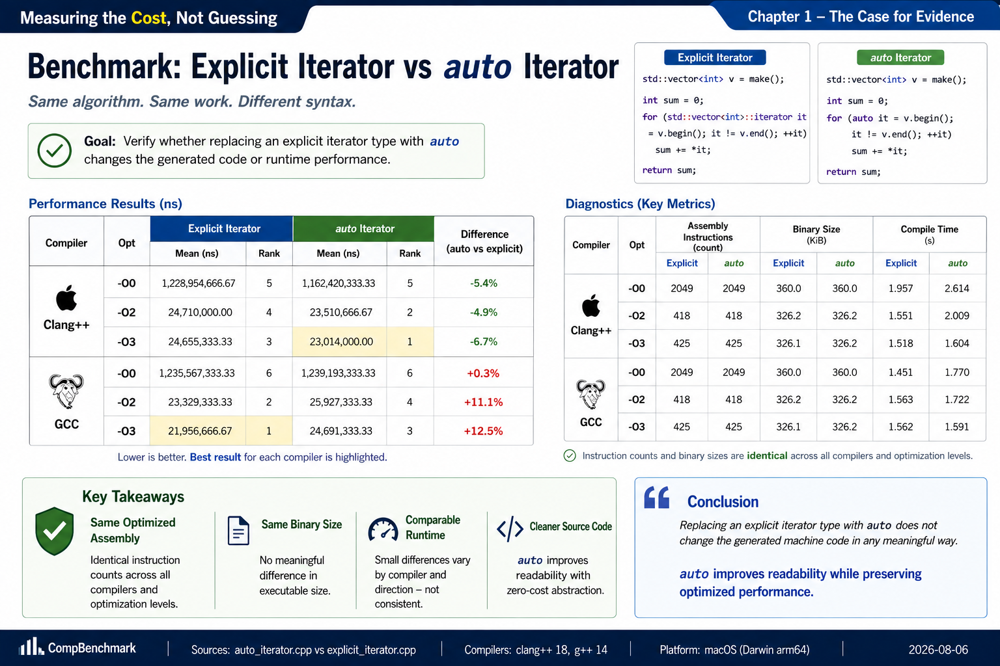 Measuring the Cost, Not Guessing
Chapter 1 – The Case for Evidence
Benchmark: Explicit Iterator vs auto Iterator
Same algorithm. Same work. Different syntax.
Goal: Verify whether replacing an explicit iterator type with auto
changes the generated code or runtime performance.
Explicit Iterator
std::vector<int> v = make();
int sum = 0;
for (std::vector<int>::iterator it
= v.begin(); it != v.end(); ++it)
sum += *it;
return sum;
auto Iterator
std::vector<int> v = make();
int sum = 0;
for (auto it = v.begin();
it != v.end(); ++it)
sum += *it;
return sum;
Performance Results (ns)
Compiler Opt Explicit Iterator auto Iterator Difference
(auto vs explicit)
Mean (ns) Rank Mean (ns) Rank
Clang++
-O0 1,228,954,666.67 5 1,162,420,333.33 5 -5.4%
-O2 24,710,000.00 4 23,510,666.67 2 -4.9%
-O3 24,655,333.33 3 23,014,000.00 1 -6.7%
GCC
-O0 1,235,567,333.33 6 1,239,193,333.33 6 +0.3%
-O2 23,329,333.33 2 25,927,333.33 4 +11.1%
-O3 21,956,666.67 1 24,691,333.33 3 +12.5%
Lower is better. Best result for each compiler is highlighted.
Diagnostics (Key Metrics)
Compiler Opt
Assembly
Instructions
(count)
Binary Size
(KiB)
Compile Time
(s)
Explicit auto Explicit auto Explicit auto
Clang++
-O0 2049 2049 360.0 360.0 1.957 2.614
-O2 418 418 326.2 326.2 1.551 2.009
-O3 425 425 326.1 326.2 1.518 1.604
GCC
-O0 2049 2049 360.0 360.0 1.451 1.770
-O2 418 418 326.2 326.2 1.563 1.722
-O3 425 425 326.1 326.2 1.562 1.591
Instruction counts and binary sizes are identical across all compilers and optimization levels.
Key Takeaways
Same Optimized
Assembly
Identical instruction
counts across all
compilers and
optimization levels.
Same Binary Size
No meaningful
difference in
executable size.
Comparable
Runtime
Small differences vary
by compiler and
direction – not
consistent.
</>
Cleaner Source Code
auto improves
readability with
zero-cost abstraction.
Conclusion
Replacing an explicit iterator type with auto does not
change the generated machine code in any meaningful way.
auto improves readability while preserving
optimized performance.
CompBenchmark
Sources: auto_iterator.cpp vs explicit_iterator.cpp
Compilers: clang++ 18, g++ 14
Platform: macOS (Darwin arm64)
2026-08-06